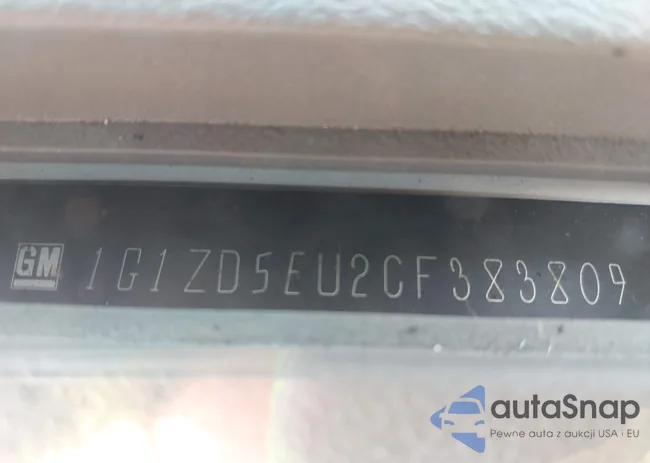 GM 1G1ZD5EU2CF383809
autaSnap
Pewne auta z aukcji USA i EU